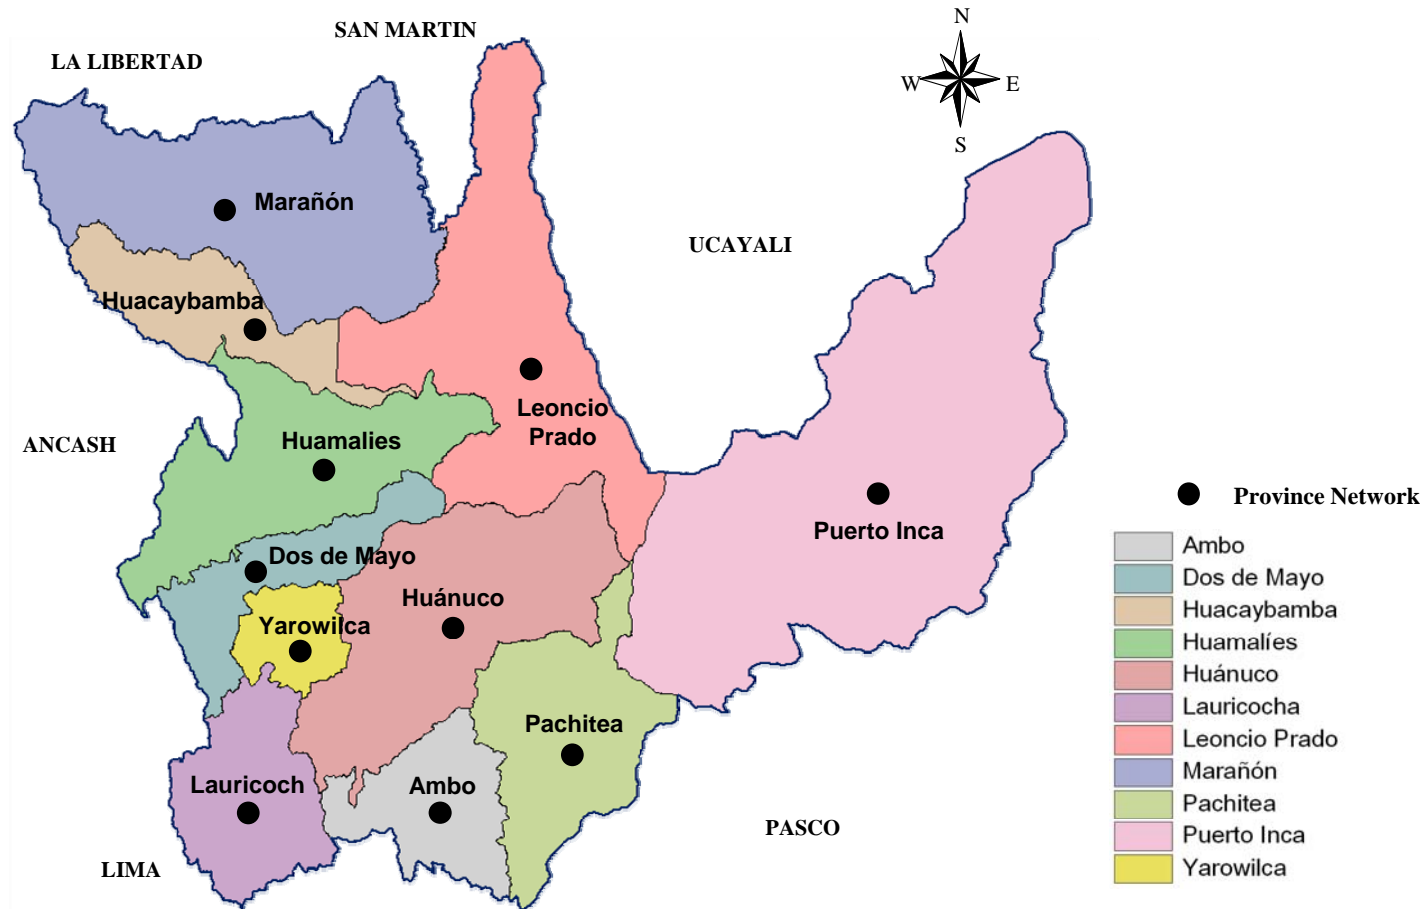 N
SAN MARTIN
LA LIBERTAD
W
E
S
Marañón
UCAYALI
Huacaybamba
Leoncio
Prado
ANCASH
Huamalies
Province Network
Puerto Inca
Dos de Mayo
Huánuco
Yarowilca
Pachitea
Lauricoch
Ambo
PASCO
LIMA
Ambo
Dos de Mayo
Huacaybamba
Huamalíes
Huánuco
Lauricocha
Leoncio Prado
Marañón
Pachitea
Puerto Inca
Yarowilca